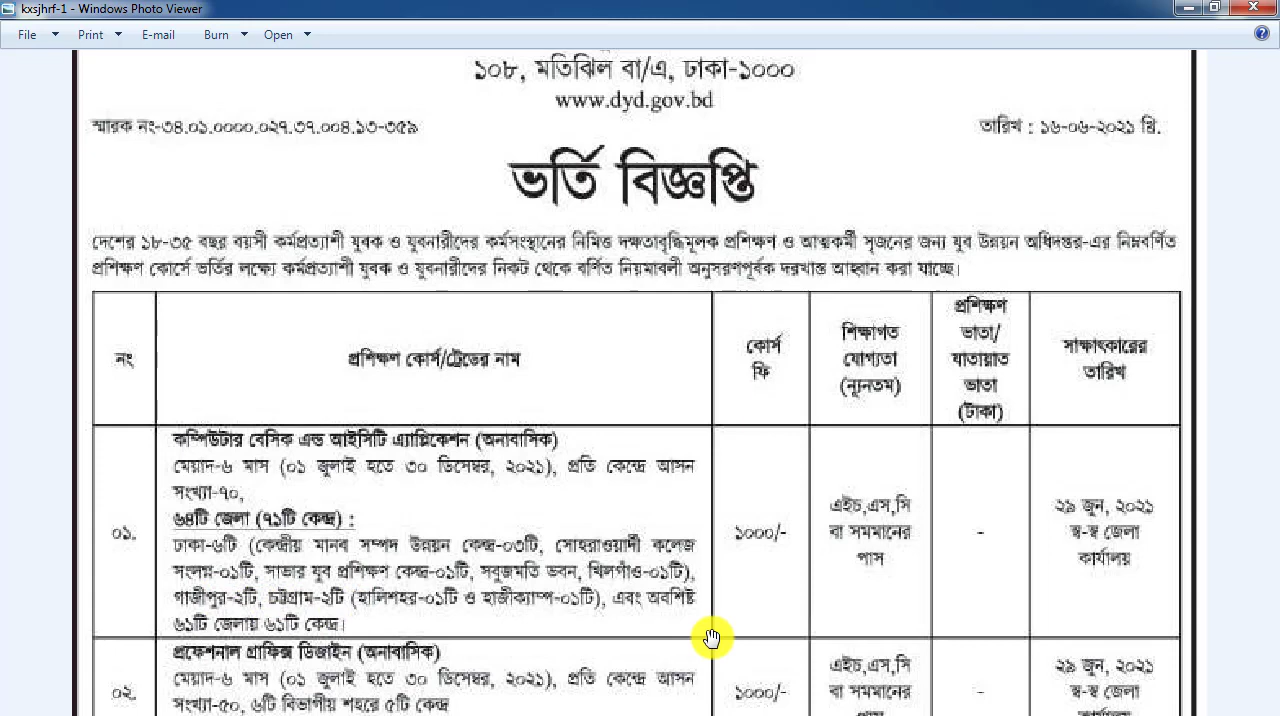 kxsjhrf-1 - Windows Photo Viewer
File Print E-mail Burn Open
১০৮, মতিঝিল বা/এ, ঢাকা-১০০০
www.dyd.gov.bd
স্মারক নং-৩৪.০১.০০০০.০২৭.৩৭.০০৪.১৩-৩৫৯ তারিখ : ১৬-০৬-২০২১ খ্রি.
ভর্তি বিজ্ঞপ্তি
দেশের ১৮-৩৫ বছর বয়সী কর্মপ্রত্যাশী যুবক ও যুবনারীদের কর্মসংস্থানের নিমিত্ত দক্ষতাবৃদ্ধিমূলক প্রশিক্ষণ ও আত্মকর্মী সৃজনের জন্য যুব উন্নয়ন অধিদপ্তর-এর নিম্নবর্ণিত
প্রশিক্ষণ কোর্সে ভর্তির লক্ষ্যে কর্মপ্রত্যাশী যুবক ও যুবনারীদের নিকট থেকে বর্ণিত নিয়মাবলী অনুসরণপূর্বক দরখাস্ত আহ্বান করা যাচ্ছে।
নং
প্রশিক্ষণ কোর্স/ট্রেডের নাম
কোর্স
ফি
শিক্ষাগত
যোগ্যতা
(ন্যূনতম)
প্রশিক্ষণ
ভাতা/
যাতায়াত
ভাতা
(টাকা)
সাক্ষাৎকারের
তারিখ
০১.
কম্পিউটার বেসিক এন্ড আইসিটি এ্যাপ্লিকেশন (অনাবাসিক)
মেয়াদ-৬ মাস (০১ জুলাই হতে ৩০ ডিসেম্বর, ২০২১), প্রতি কেন্দ্রে আসন
সংখ্যা-৭০,
৬৪টি জেলা (৭১টি কেন্দ্র) :
ঢাকা-৬টি (কেন্দ্রীয় মানব সম্পদ উন্নয়ন কেন্দ্র-০৩টি, সোহরাওয়ার্দী কলেজ
সংলগ্ন-০১টি, সাভার যুব প্রশিক্ষণ কেন্দ্র-০১টি, সবুজমতি ভবন, খিলগাঁও-০১টি),
গাজীপুর-২টি, চট্টগ্রাম-২টি (হালিশহর-০১টি ও হাজীক্যাম্প-০১টি), এবং অবশিষ্ট
৬১টি জেলায় ৬১টি কেন্দ্র।
১০০০/-
এইচ,এস,সি
বা সমমানের
পাস
-
২৯ জুন, ২০২১
স্ব-স্ব জেলা
কার্যালয়
০২.
প্রফেশনাল গ্রাফিক্স ডিজাইন (অনাবাসিক)
মেয়াদ-৬ মাস (০১ জুলাই হতে ৩০ ডিসেম্বর, ২০২১), প্রতি কেন্দ্রে আসন
সংখ্যা-৫০, ৬টি বিভাগীয় শহরে ৫টি কেন্দ্র
১০০০/-
এইচ,এস,সি
বা সমমানের
পাস
-
২৯ জুন, ২০২১
স্ব-স্ব জেলা
কার্যালয়